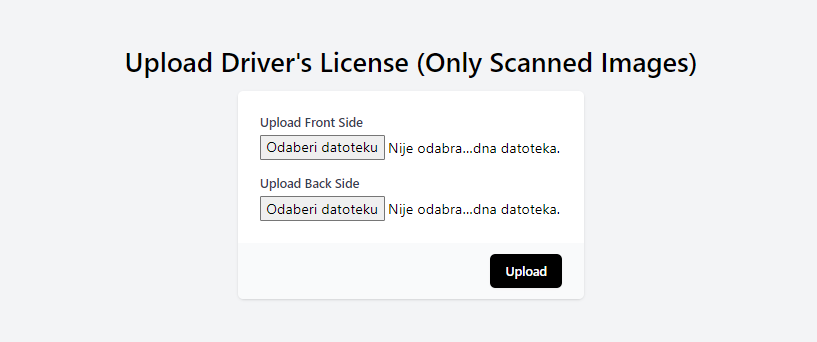 Upload Driver's License (Only Scanned Images)
Upload Front Side
Odaberi datoteku Nije odabra...dna datoteka.
Upload Back Side
Odaberi datoteku Nije odabra...dna datoteka.
Upload